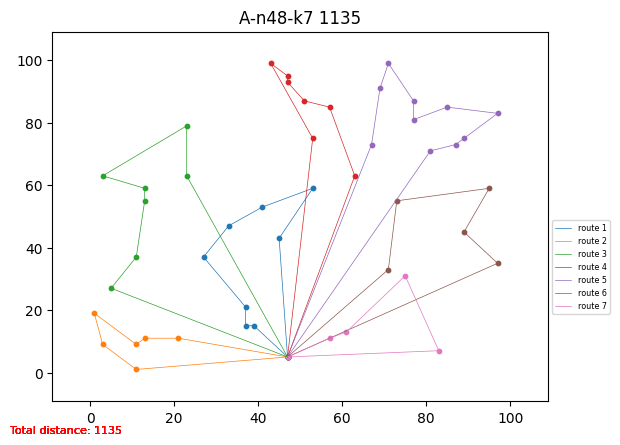 A-n48-k7 1135
100
80
60
40
20
0
0 20 40 60 80 100
route 1
route 2
route 3
route 4
route 5
route 6
route 7
Total distance: 1135